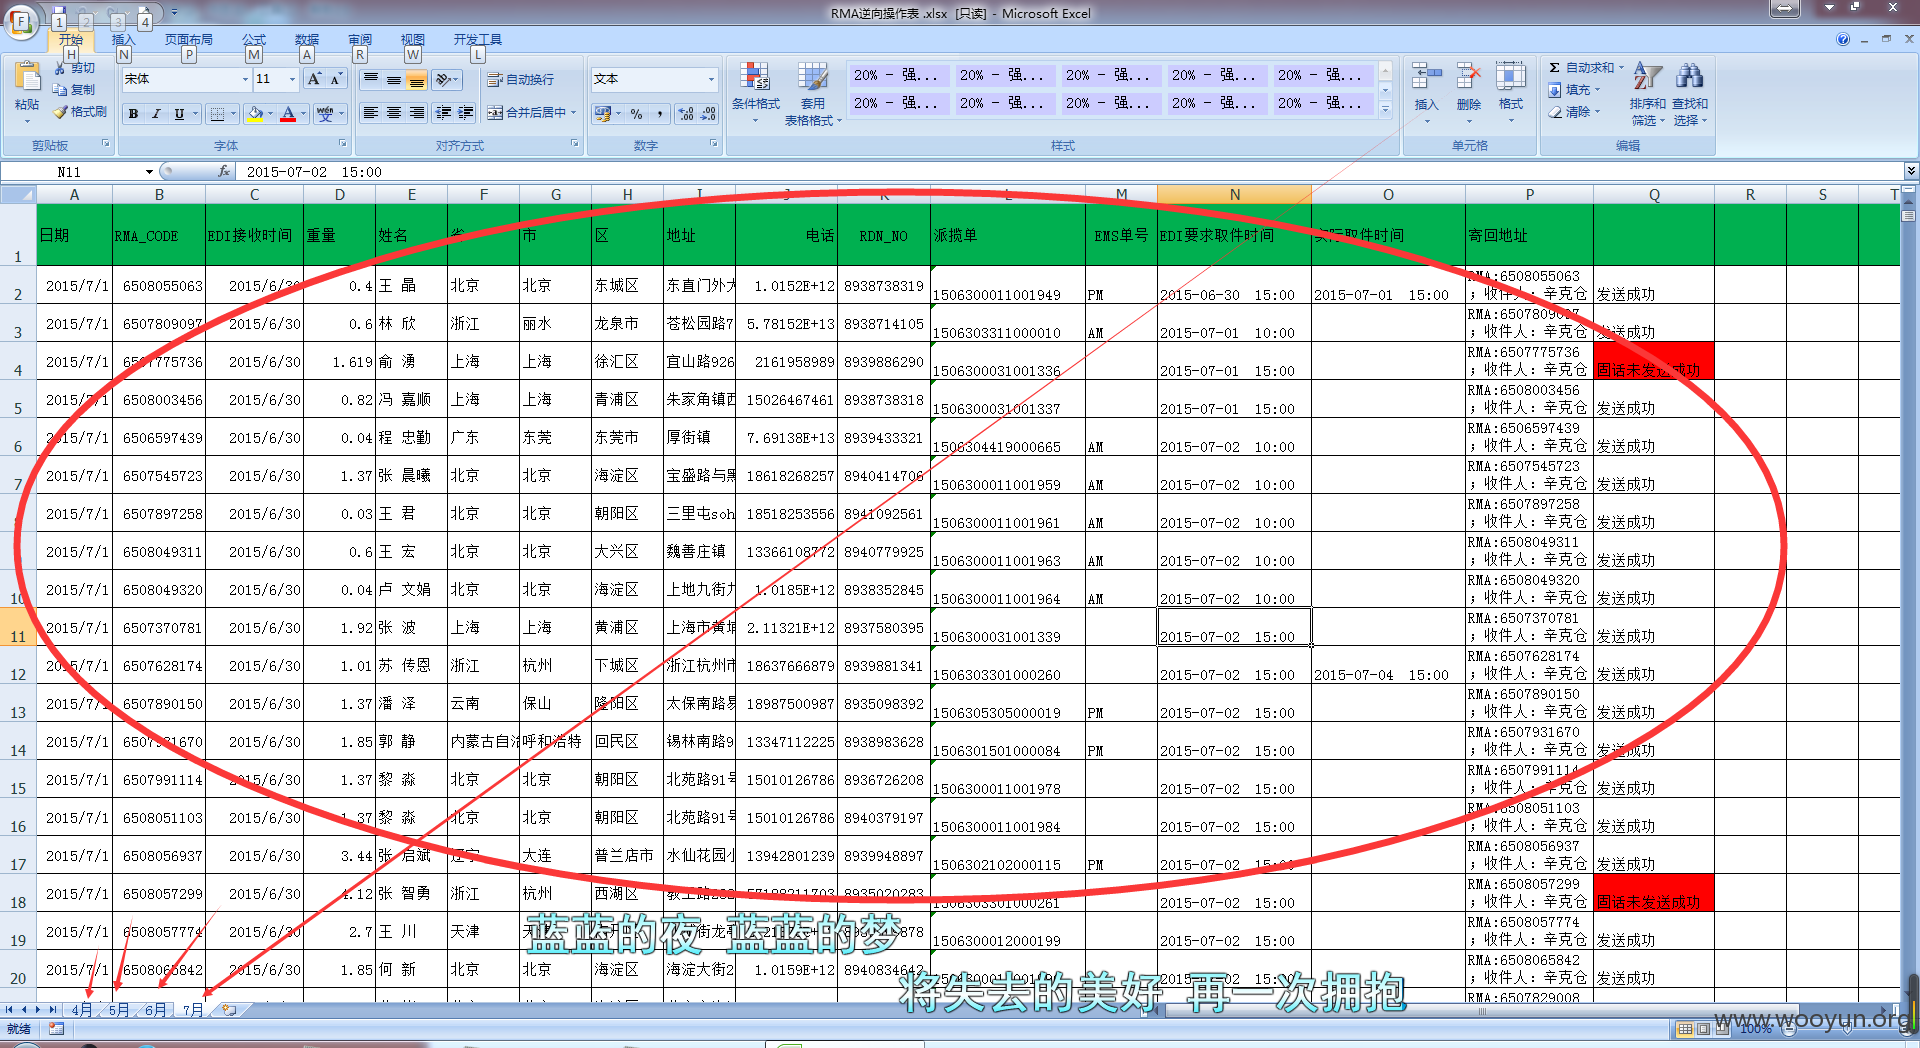 RMA逆向操作表 .xlsx  [只读] - Microsoft Excel
F 1 2 3 4
开始 插入 页面布局 公式 数据 审阅 视图 开发工具
H N P M A R W L
粘贴 剪切 复制 格式刷 剪贴板
宋体 11 B I U A 字体
自动换行 合并后居中 对齐方式
文本 % , 数字
条件格式 套用 表格格式
20% - 强... 20% - 强... 20% - 强... 20% - 强... 20% - 强...
20% - 强... 20% - 强... 20% - 强... 20% - 强... 20% - 强...
样式
插入 删除 格式 单元格
Σ 自动求和 填充 清除 排序和 筛选 查找和 选择 编辑
N11 fx 2015-07-02  15:00
A B C D E F G H I J K L M N O P Q R S T
1 日期 RMA_CODE EDI接收时间 重量 姓名 省 市 区 地址 电话 RDN_NO 派揽单 EMS单号 EDI要求取件时间 实际取件时间 寄回地址
2 2015/7/1 6508055063 2015/6/30 0.4 王 晶 北京 北京 东城区 东直门外大 1.0152E+12 8938738319 1506300011001949 PM 2015-06-30  15:00 2015-07-01  15:00 RMA:6508055063 ；收件人：辛克仓 发送成功
3 2015/7/1 6507809097 2015/6/30 0.6 林 欣 浙江 丽水 龙泉市 苍松园路7 5.78152E+13 8938714105 1506303311000010 AM 2015-07-01  10:00 RMA:6507809097 ；收件人：辛克仓 发送成功
4 2015/7/1 6507775736 2015/6/30 1.619 俞 湧 上海 上海 徐汇区 宜山路926 2161958989 8939886290 1506300031001336 2015-07-01  15:00 RMA:6507775736 ；收件人：辛克仓 固话未发送成功
5 2015/7/1 6508003456 2015/6/30 0.82 冯 嘉顺 上海 上海 青浦区 朱家角镇西 15026467461 8938738318 1506300031001337 2015-07-01  15:00 RMA:6508003456 ；收件人：辛克仓 发送成功
6 2015/7/1 6506597439 2015/6/30 0.04 程 忠勤 广东 东莞 东莞市 厚街镇 7.69138E+13 8939433321 1506304419000665 AM 2015-07-02  10:00 RMA:6506597439 ；收件人：辛克仓 发送成功
7 2015/7/1 6507545723 2015/6/30 1.37 张 晨曦 北京 北京 海淀区 宝盛路与黑 18618268257 8940414706 1506300011001959 AM 2015-07-02  10:00 RMA:6507545723 ；收件人：辛克仓 发送成功
2015/7/1 6507897258 2015/6/30 0.03 王 君 北京 北京 朝阳区 三里屯soh 18518253556 8941092561 1506300011001961 AM 2015-07-02  10:00 RMA:6507897258 ；收件人：辛克仓 发送成功
2015/7/1 6508049311 2015/6/30 0.6 王 宏 北京 北京 大兴区 魏善庄镇 13366108772 8940779925 1506300011001963 AM 2015-07-02  10:00 RMA:6508049311 ；收件人：辛克仓 发送成功
10 2015/7/1 6508049320 2015/6/30 0.04 卢 文娟 北京 北京 海淀区 上地九街九 1.0185E+12 8938352845 1506300011001964 AM 2015-07-02  10:00 RMA:6508049320 ；收件人：辛克仓 发送成功
11 2015/7/1 6507370781 2015/6/30 1.92 张 波 上海 上海 黄浦区 上海市黄埔 2.11321E+12 8937580395 1506300031001339 2015-07-02  15:00 RMA:6507370781 ；收件人：辛克仓 发送成功
12 2015/7/1 6507628174 2015/6/30 1.01 苏 传恩 浙江 杭州 下城区 浙江杭州市 18637666879 8939881341 1506303301000260 2015-07-02  15:00 2015-07-04  15:00 RMA:6507628174 ；收件人：辛克仓 发送成功
13 2015/7/1 6507890150 2015/6/30 1.37 潘 泽 云南 保山 隆阳区 太保南路易 18987500987 8935098392 1506305305000019 PM 2015-07-02  15:00 RMA:6507890150 ；收件人：辛克仓 发送成功
14 2015/7/1 6507931670 2015/6/30 1.85 郭 静 内蒙古自治 呼和浩特 回民区 锡林南路9 13347112225 8938983628 1506301501000084 PM 2015-07-02  15:00 RMA:6507931670 ；收件人：辛克仓 发送成功
15 2015/7/1 6507991114 2015/6/30 1.37 黎 淼 北京 北京 朝阳区 北苑路91号 15010126786 8936726208 1506300011001978 2015-07-02  15:00 RMA:6507991114 ；收件人：辛克仓 发送成功
16 2015/7/1 6508051103 2015/6/30 1.37 黎 淼 北京 北京 朝阳区 北苑路91号 15010126786 8940379197 1506300011001984 2015-07-02  15:00 RMA:6508051103 ；收件人：辛克仓 发送成功
17 2015/7/1 6508056937 2015/6/30 3.44 张 启斌 辽宁 大连 普兰店市 水仙花园小 13942801239 8939948897 1506302102000115 PM 2015-07-02  15:00 RMA:6508056937 ；收件人：辛克仓 发送成功
18 2015/7/1 6508057299 2015/6/30 4.12 张 智勇 浙江 杭州 西湖区 57188211703 8935020283 1506303301000261 2015-07-02  15:00 RMA:6508057299 ；收件人：辛克仓 固话未发送成功
19 2015/7/1 6508057774 2015/6/30 2.7 王 川 天津 1506300012000199 2015-07-02  15:00 RMA:6508057774 ；收件人：辛克仓 发送成功
20 2015/7/1 6508065842 2015/6/30 1.85 何 新 北京 北京 海淀区 海淀大街2 1.0159E+12 8940834642 2015-07-02  15:00 RMA:6508065842 ；收件人：辛克仓 发送成功
RMA:6507829008
蓝蓝的夜 蓝蓝的梦
将失去的美好 再一次拥抱
4月 5月 6月 7月
就绪 100%
www.wooyun.org